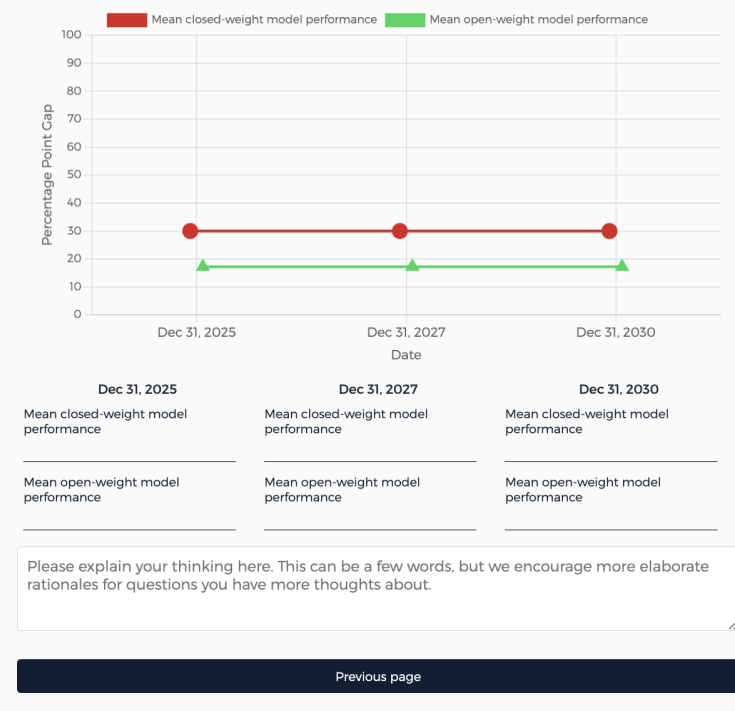 Mean closed-weight model performance Mean open-weight model performance
100
90
80
70
60
50
40
30
20
10
0
Percentage Point Gap
Dec 31, 2025 Dec 31, 2027 Dec 31, 2030
Date
Dec 31, 2025 Dec 31, 2027 Dec 31, 2030
Mean closed-weight model Mean closed-weight model Mean closed-weight model
performance performance performance
Mean open-weight model Mean open-weight model Mean open-weight model
performance performance performance
Please explain your thinking here. This can be a few words, but we encourage more elaborate
rationales for questions you have more thoughts about.
Previous page